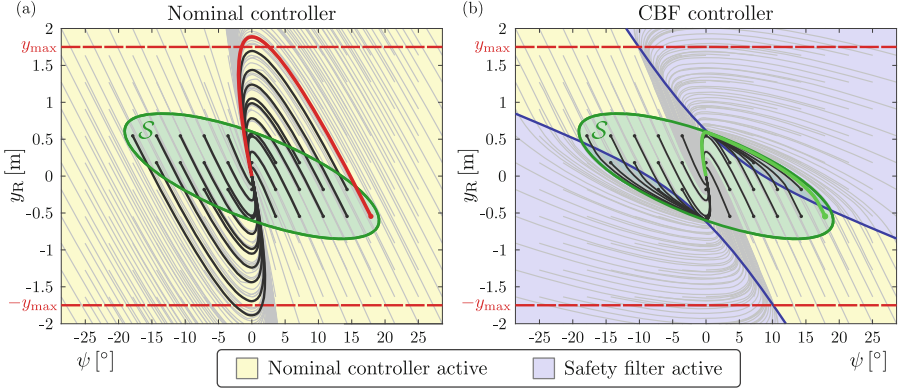 (a) Nominal controller
(b) CBF controller
2
y_max
1.5
1
0.5
0
-0.5
-1
-1.5
−y_max
-2
y_R [m]
S
-25 -20 -15 -10 -5 0 5 10 15 20 25
ψ [°]
2
y_max
1.5
1
0.5
0
-0.5
-1
-1.5
−y_max
-2
y_R [m]
S
-25 -20 -15 -10 -5 0 5 10 15 20 25
ψ [°]
Nominal controller active
Safety filter active